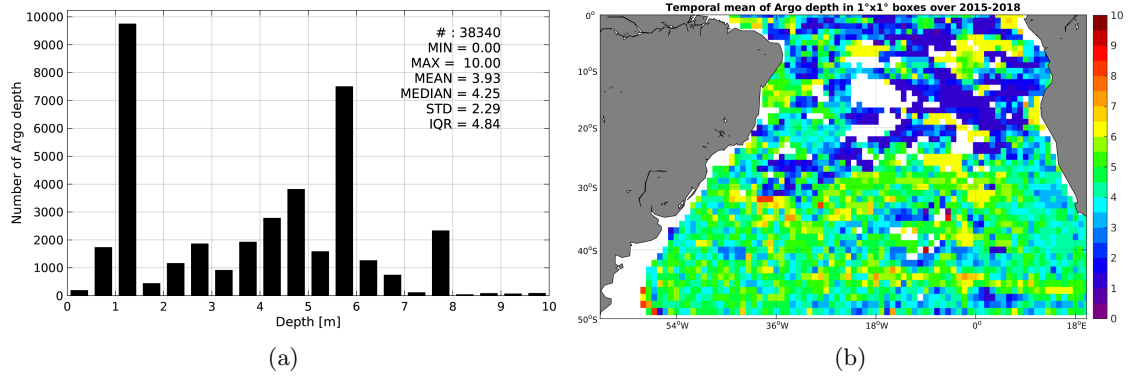 10000
9000
8000
7000
6000
5000
4000
3000
2000
1000
0
Number of Argo depth
# : 38340
MIN = 0.00
MAX = 10.00
MEAN = 3.93
MEDIAN = 4.25
STD = 2.29
IQR = 4.84
0 1 2 3 4 5 6 7 8 9 10
Depth [m]
(a)
Temporal mean of Argo depth in 1°x1° boxes over 2015-2018
0°
10°S
20°S
30°S
40°S
50°S
54°W 36°W 18°W 0° 18°E
10
9
8
7
6
5
4
3
2
1
0
(b)